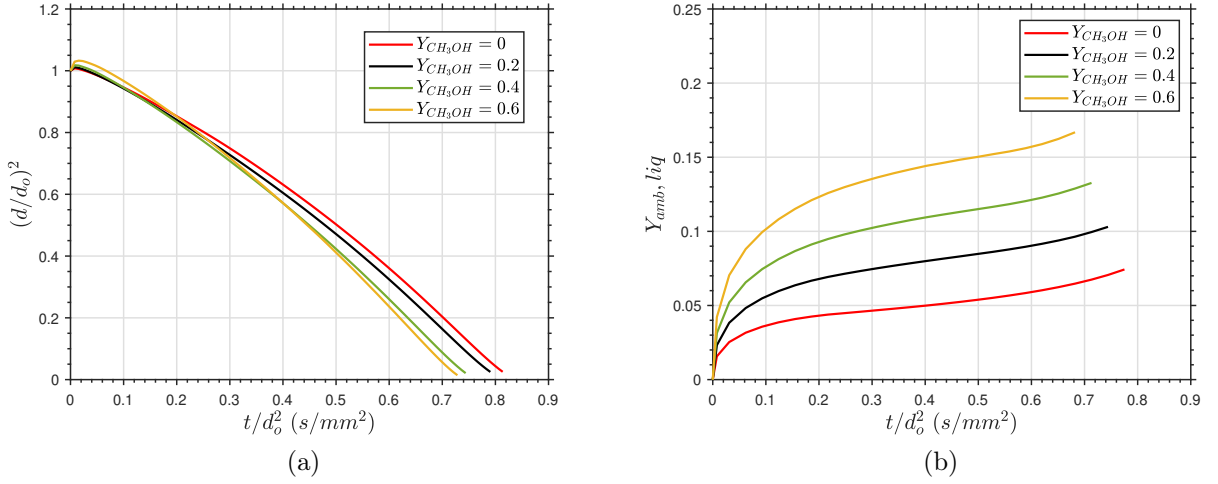 1.2
1
0.8
0.6
0.4
0.2
0
(d/d_o)^2
Y_{CH_3OH} = 0
Y_{CH_3OH} = 0.2
Y_{CH_3OH} = 0.4
Y_{CH_3OH} = 0.6
0 0.1 0.2 0.3 0.4 0.5 0.6 0.7 0.8 0.9
t/d_o^2 (s/mm^2)
(a)
0.25
0.2
0.15
0.1
0.05
0
Y_{amb}, liq
Y_{CH_3OH} = 0
Y_{CH_3OH} = 0.2
Y_{CH_3OH} = 0.4
Y_{CH_3OH} = 0.6
0 0.1 0.2 0.3 0.4 0.5 0.6 0.7 0.8 0.9
t/d_o^2 (s/mm^2)
(b)